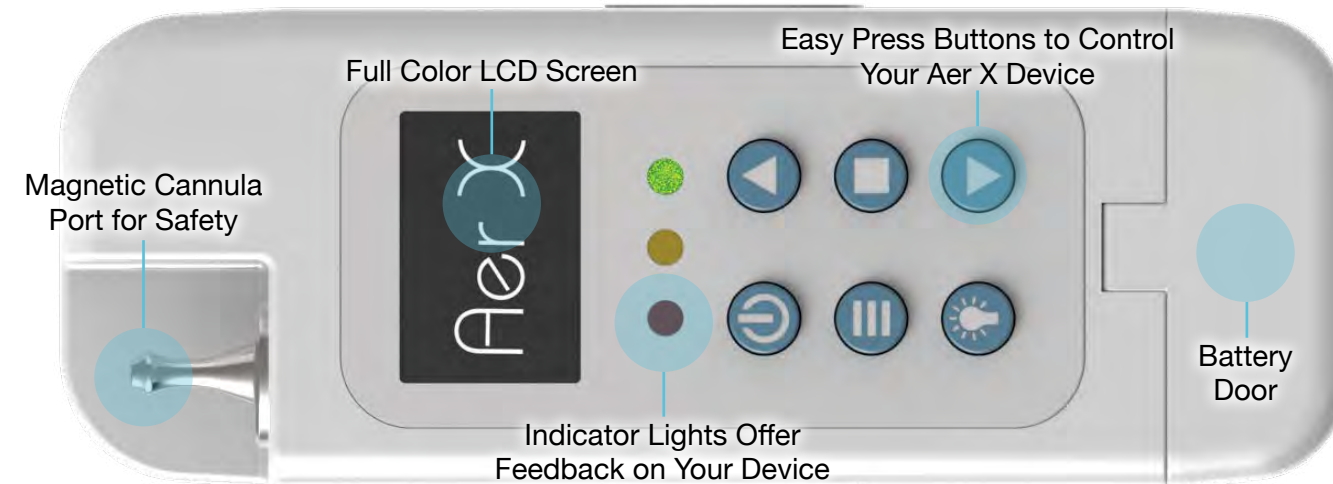 Easy Press Buttons to Control
Your Aer X Device
Full Color LCD Screen
Magnetic Cannula
Port for Safety
Aer X
Battery
Door
Indicator Lights Offer
Feedback on Your Device